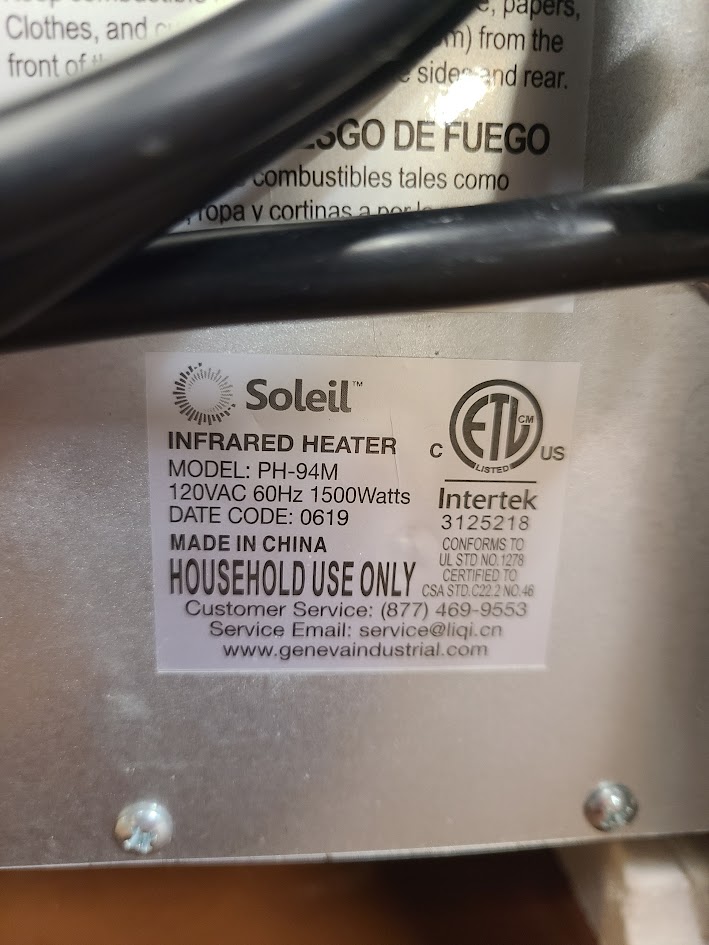 Clothes, and
papers,
m) from the
front of
side and rear.
DE FUEGO
combustibles tales como
ropa y cortinas a
Soleil™
INFRARED HEATER
MODEL: PH-94M
120VAC 60Hz 1500Watts
DATE CODE: 0619
MADE IN CHINA
HOUSEHOLD USE ONLY
Customer Service: (877) 469-9553
Service Email: service@liqi.cn
www.genevaindustrial.com
C ETL CM US
LISTED
Intertek
3125218
CONFORMS TO
UL STD NO.1278
CERTIFIED TO
CSA STD.C22.2 NO.46